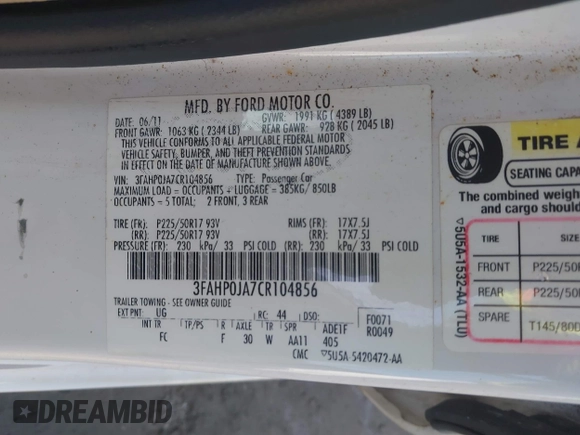 MFD. BY FORD MOTOR CO.
DATE: 06/11 GVWR: 1991 KG ( 4389 LB)
FRONT GAWR: 1063 KG ( 2344 LB) REAR GAWR: 928 KG ( 2045 LB)
THIS VEHICLE CONFORMS TO ALL APPLICABLE FEDERAL MOTOR
VEHICLE SAFETY, BUMPER, AND THEFT PREVENTION STANDARDS
IN EFFECT ON THE DATE OF MANUFACTURE SHOWN ABOVE.
VIN: 3FAHP0JA7CR104856 TYPE: Passenger Car
MAXIMUM LOAD = OCCUPANTS + LUGGAGE = 385KG/ 850LB
OCCUPANTS = 5 TOTAL; 2 FRONT, 3 REAR
TIRE (FR): P225/50R17 93V RIMS (FR): 17X7.5J
(RR): P225/50R17 93V (RR): 17X7.5J
PRESSURE (FR): 230 kPa/ 33 PSI COLD (RR): 230 kPa/ 33 PSI COLD
3FAHP0JA7CR104856
TRAILER TOWING - SEE OWNER GUIDE
EXT PNT: UG RC: 44 DSO: F0071
R0049
INT TR TP/PS R AXLE TR SPR ADEIF
FC F 30 W AA11 405
CMC 5U5A 5420472-AA
5U5A-1532-AA (TLU)
TIRE A
SEATING CAPA
The combined weight
and cargo should
TIRE SIZE
FRONT P225/50R
REAR P225/50R
SPARE T145/80D
DREAMBID